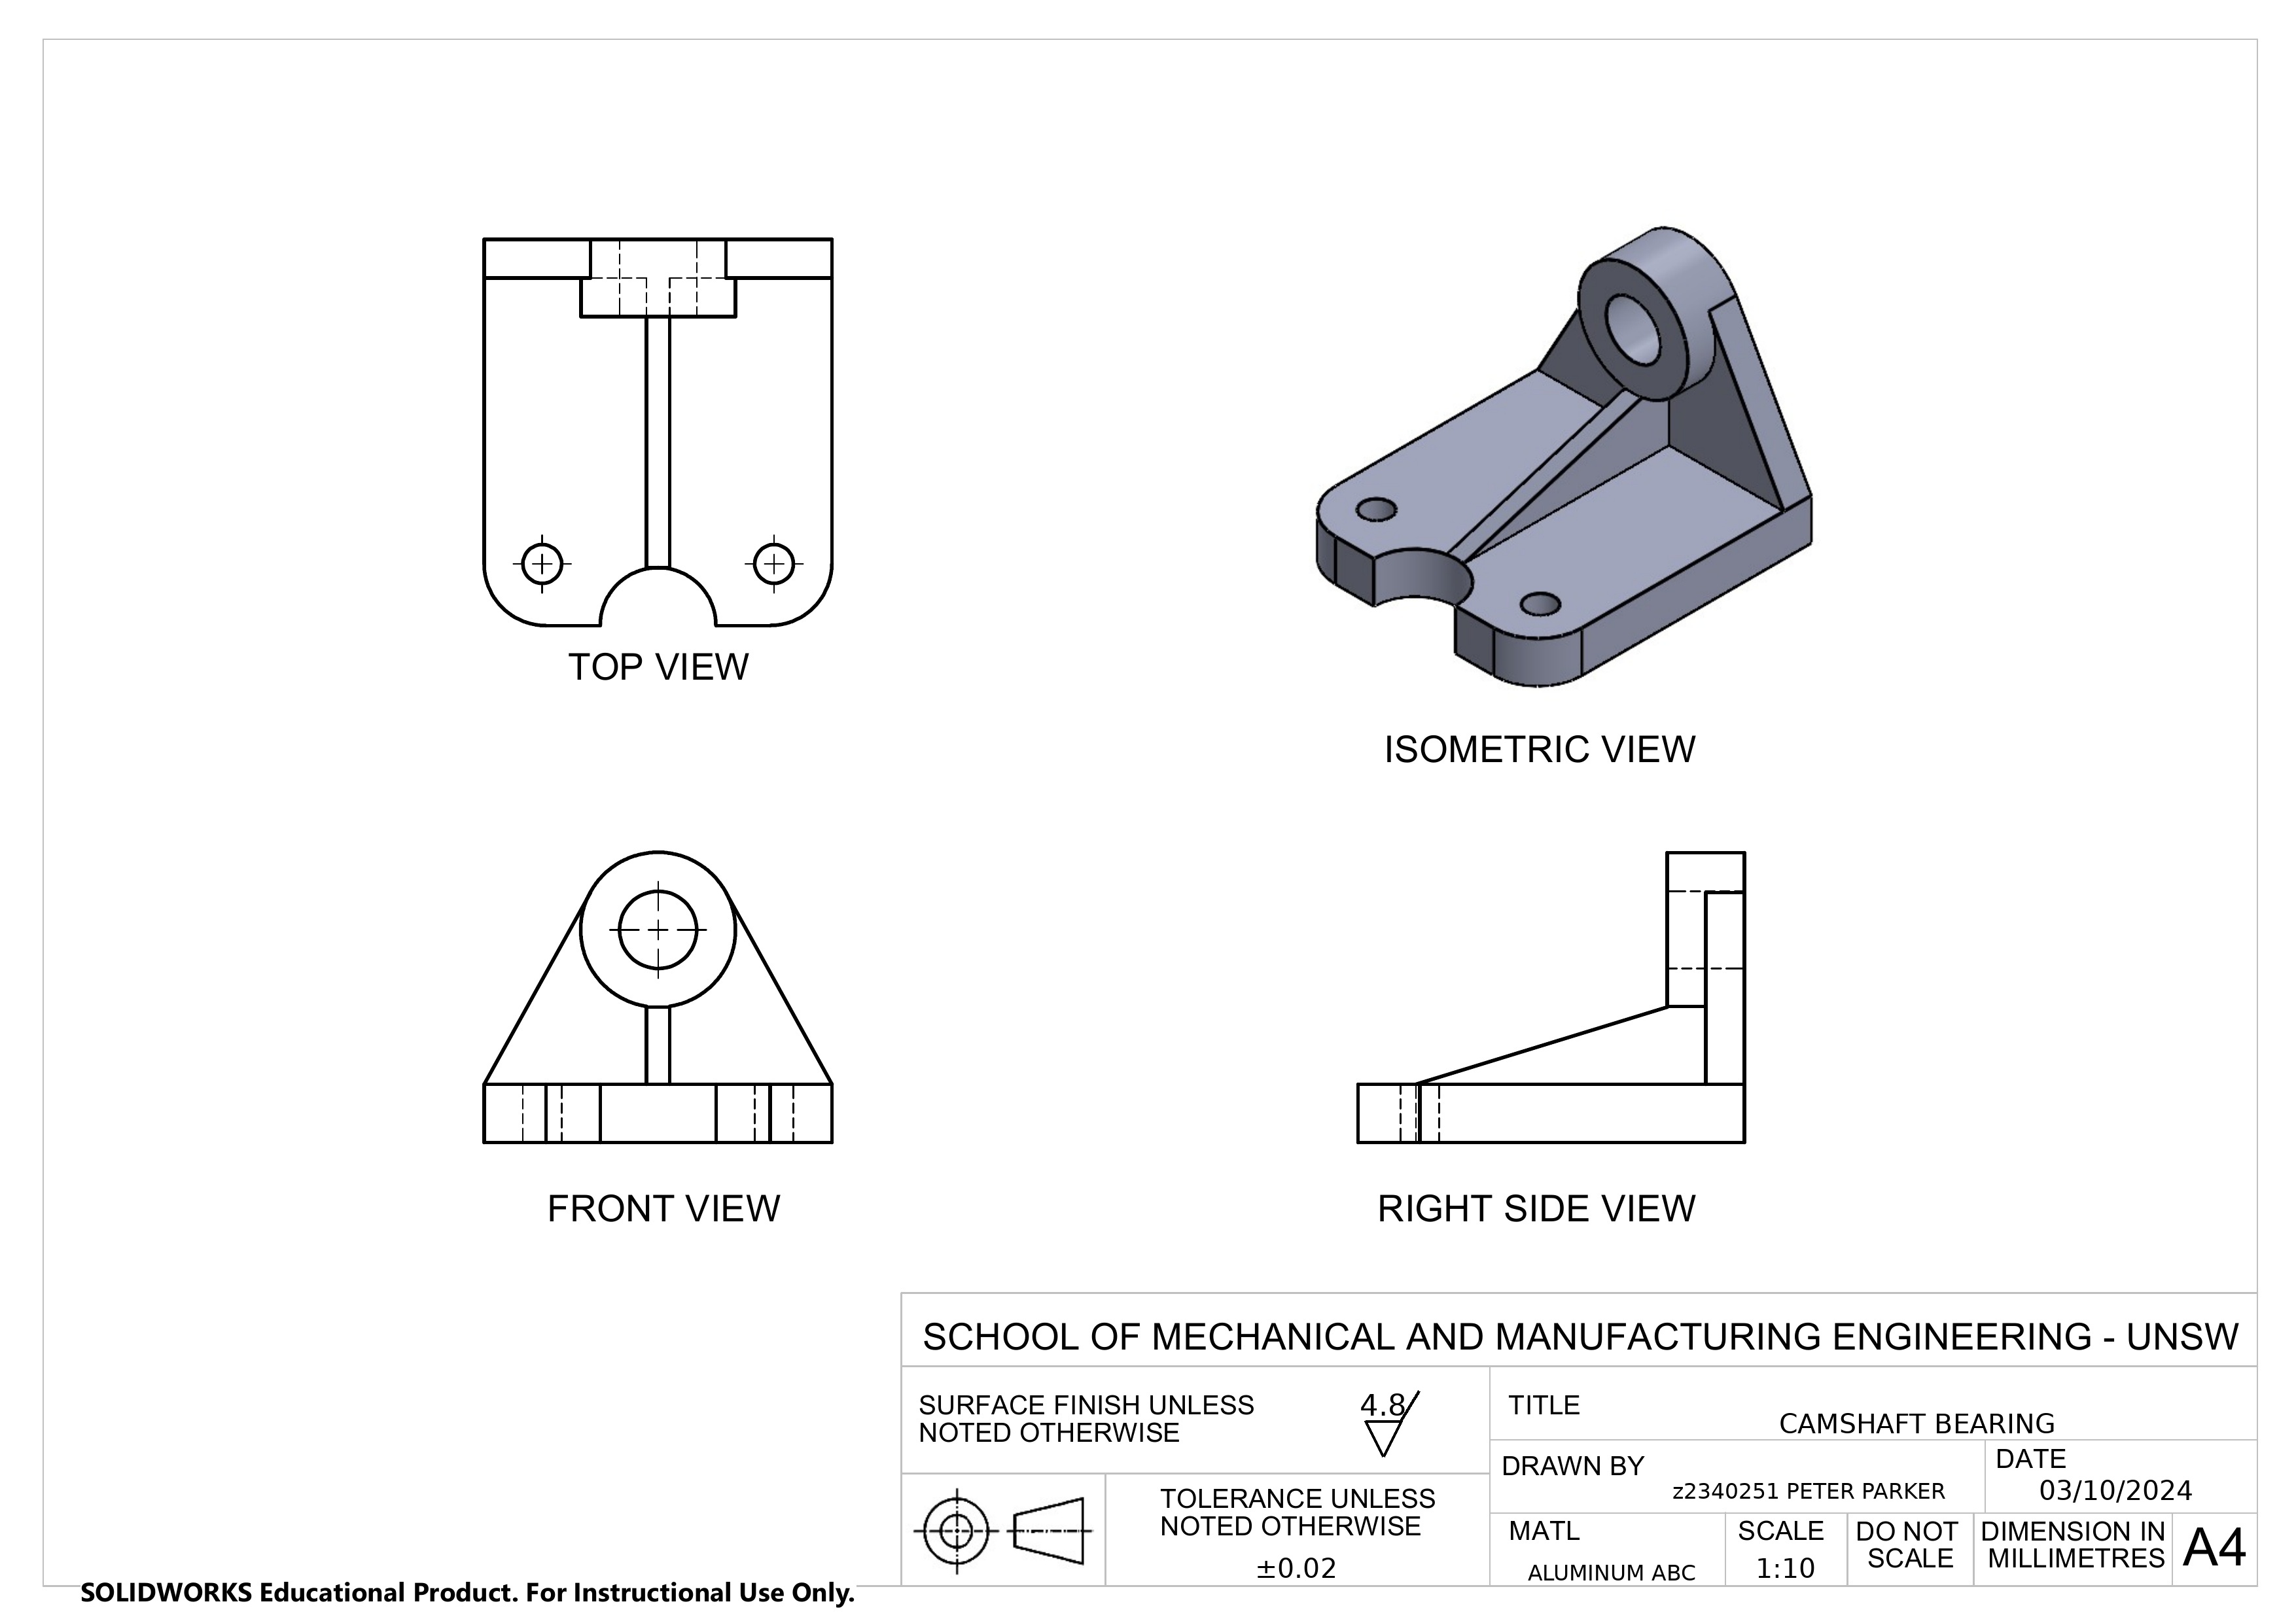 TOP VIEW
ISOMETRIC VIEW
FRONT VIEW
RIGHT SIDE VIEW
SCHOOL OF MECHANICAL AND MANUFACTURING ENGINEERING - UNSW
SURFACE FINISH UNLESS
NOTED OTHERWISE
4.8
TITLE
CAMSHAFT BEARING
DRAWN BY
z2340251 PETER PARKER
DATE
03/10/2024
TOLERANCE UNLESS
NOTED OTHERWISE
±0.02
MATL
ALUMINUM ABC
SCALE
1:10
DO NOT
SCALE
DIMENSION IN
MILLIMETRES
A4
SOLIDWORKS Educational Product. For Instructional Use Only.